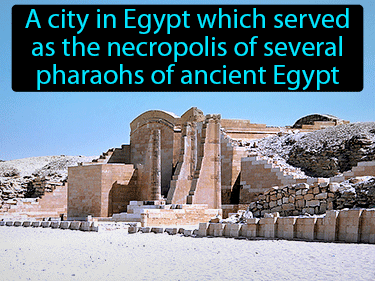 A city in Egypt which served
as the necropolis of several
pharaohs of ancient Egypt